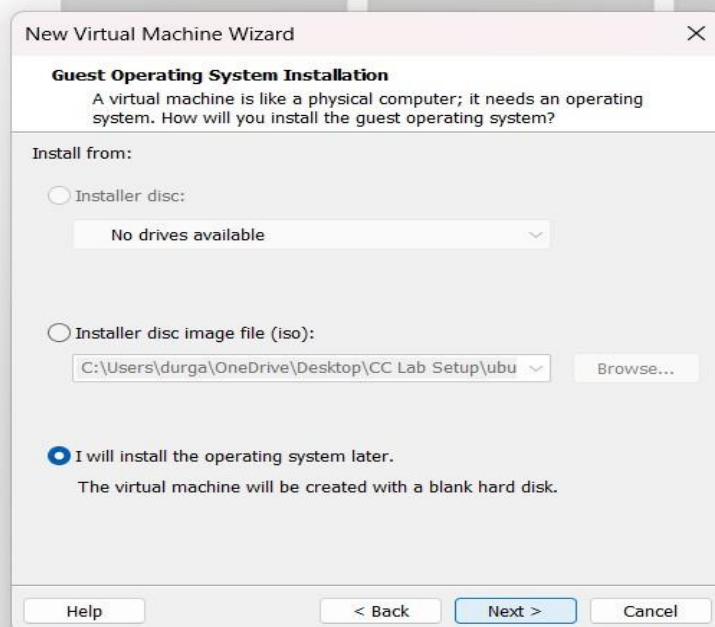 New Virtual Machine Wizard
Guest Operating System Installation
A virtual machine is like a physical computer; it needs an operating
system. How will you install the guest operating system?
Install from:
Installer disc:
No drives available
Installer disc image file (iso):
C:\Users\durga\OneDrive\Desktop\CC Lab Setup\ubu
Browse...
I will install the operating system later.
The virtual machine will be created with a blank hard disk.
Help
< Back
Next >
Cancel